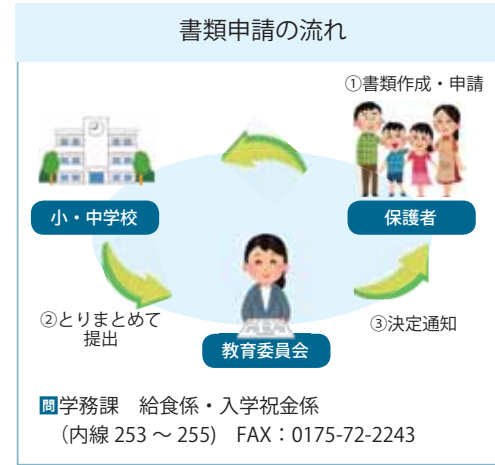 書類申請の流れ
①書類作成・申請
小・中学校
保護者
②とりまとめて
提出
③決定通知
教育委員会
問学務課　給食係・入学祝金係
（内線 253 ～ 255)　FAX：0175-72-2243